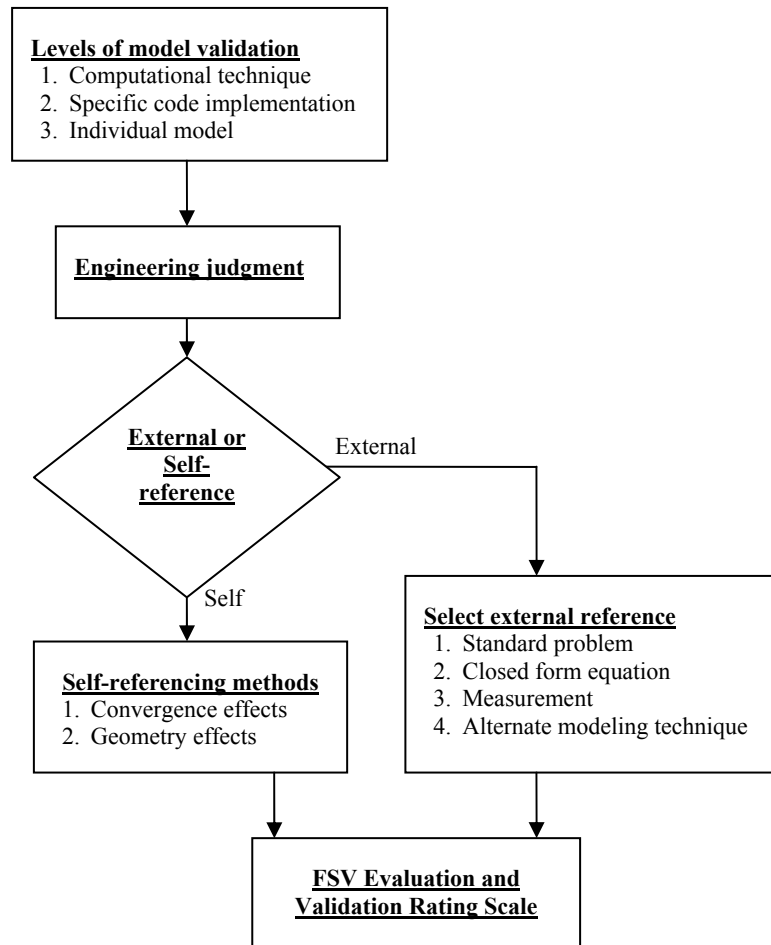 Levels of model validation
1. Computational technique
2. Specific code implementation
3. Individual model
Engineering judgment
External or
Self-
reference
External
Self
Select external reference
1. Standard problem
2. Closed form equation
3. Measurement
4. Alternate modeling technique
Self-referencing methods
1. Convergence effects
2. Geometry effects
FSV Evaluation and
Validation Rating Scale